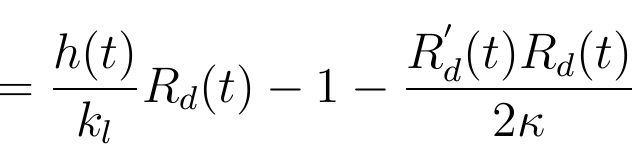 = \frac{h(t)}{k_l} R_d(t) - 1 - \frac{R_d^{'}(t) R_d(t)}{2\kappa}